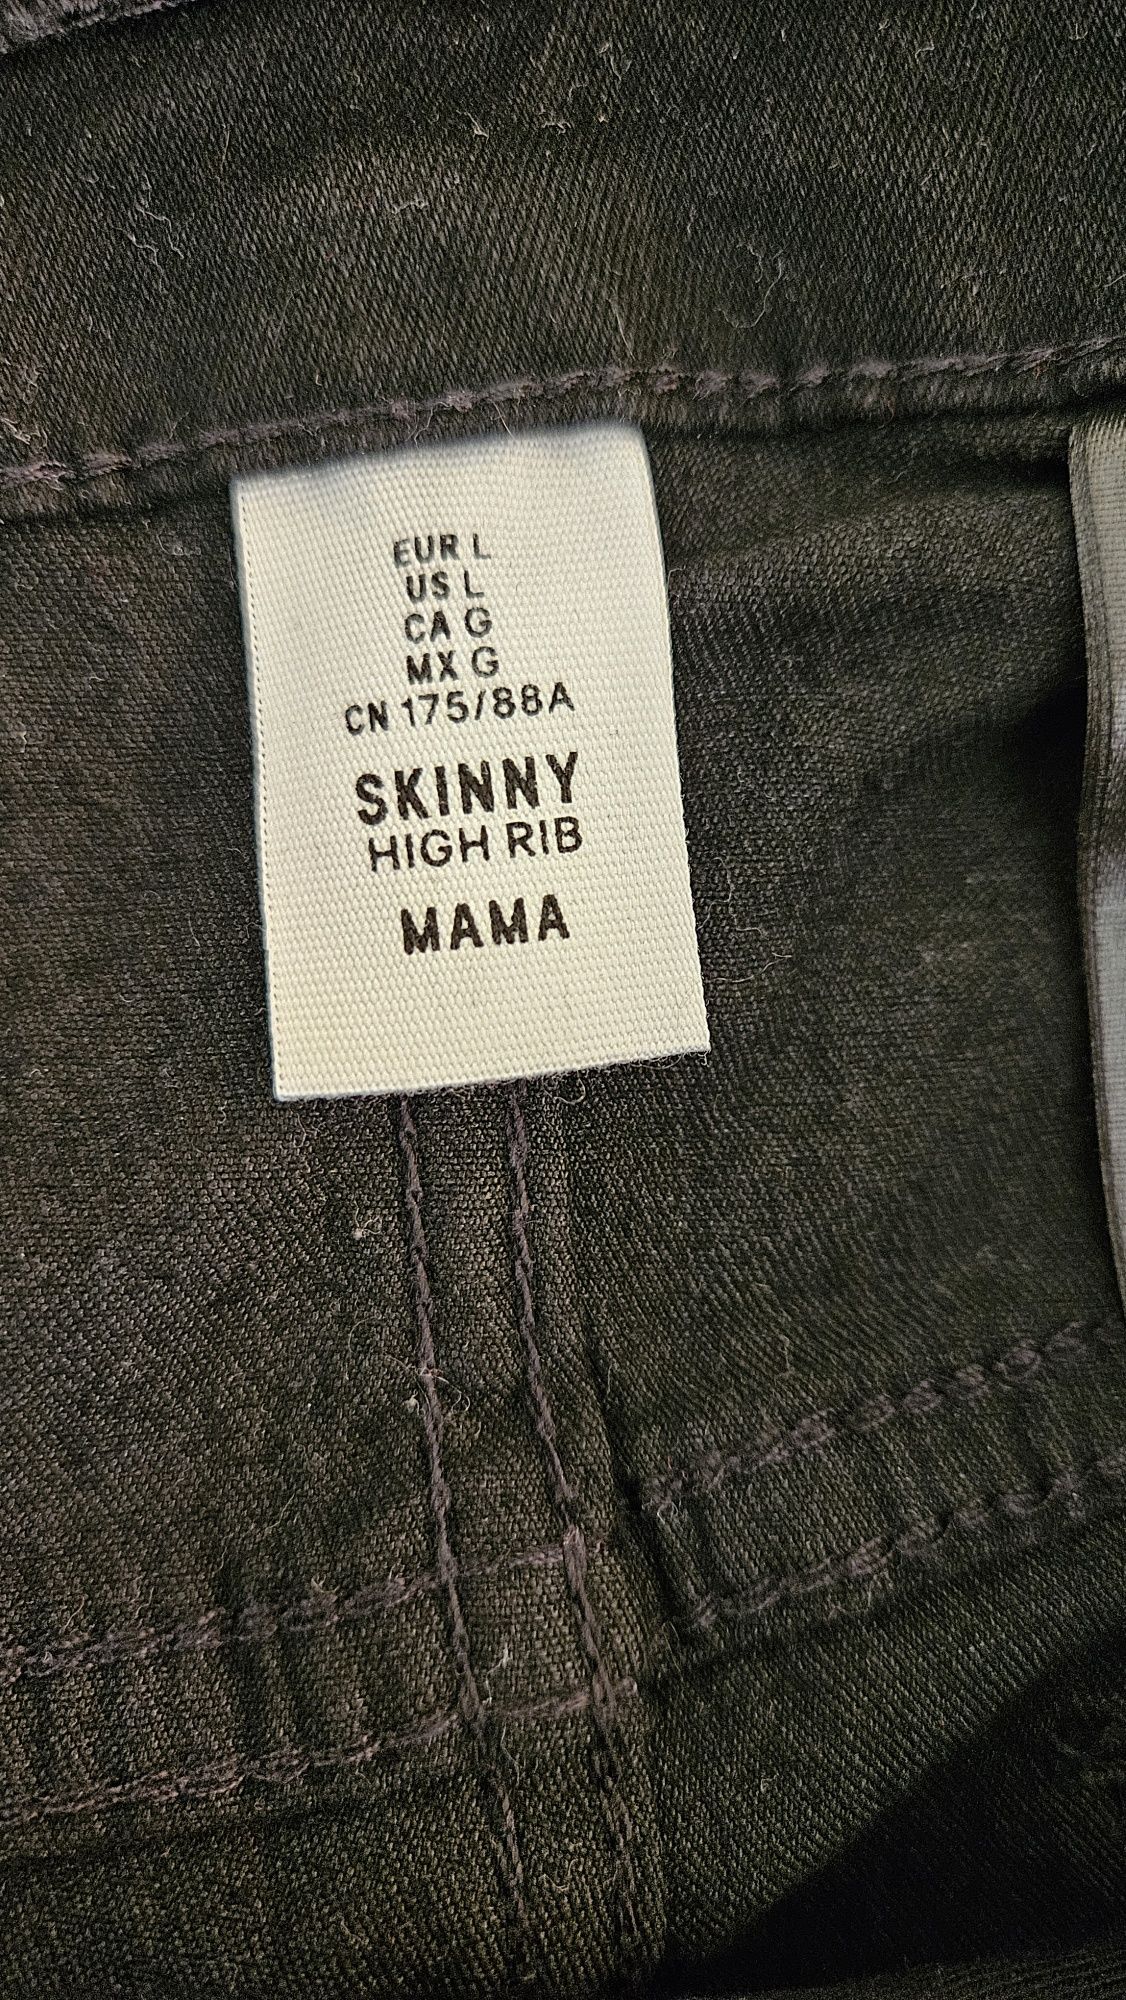 EUR L
US L
CA G
MX G
CN 175/88A
SKINNY
HIGH RIB
MAMA